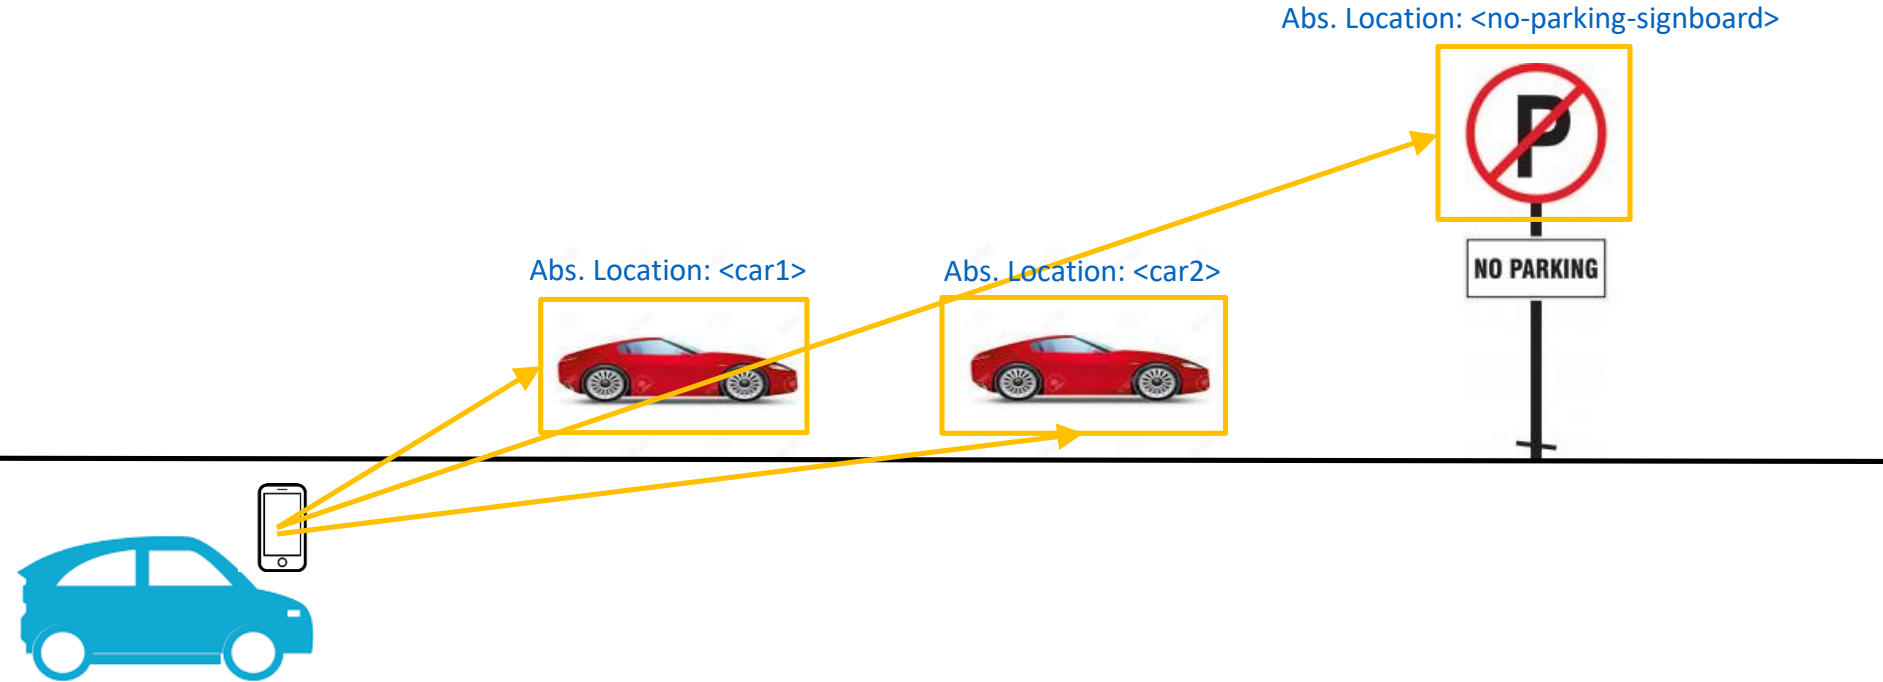 Abs. Location: <no-parking-signboard>
P
Abs. Location: <car1>
Abs. Location: <car2>
NO PARKING